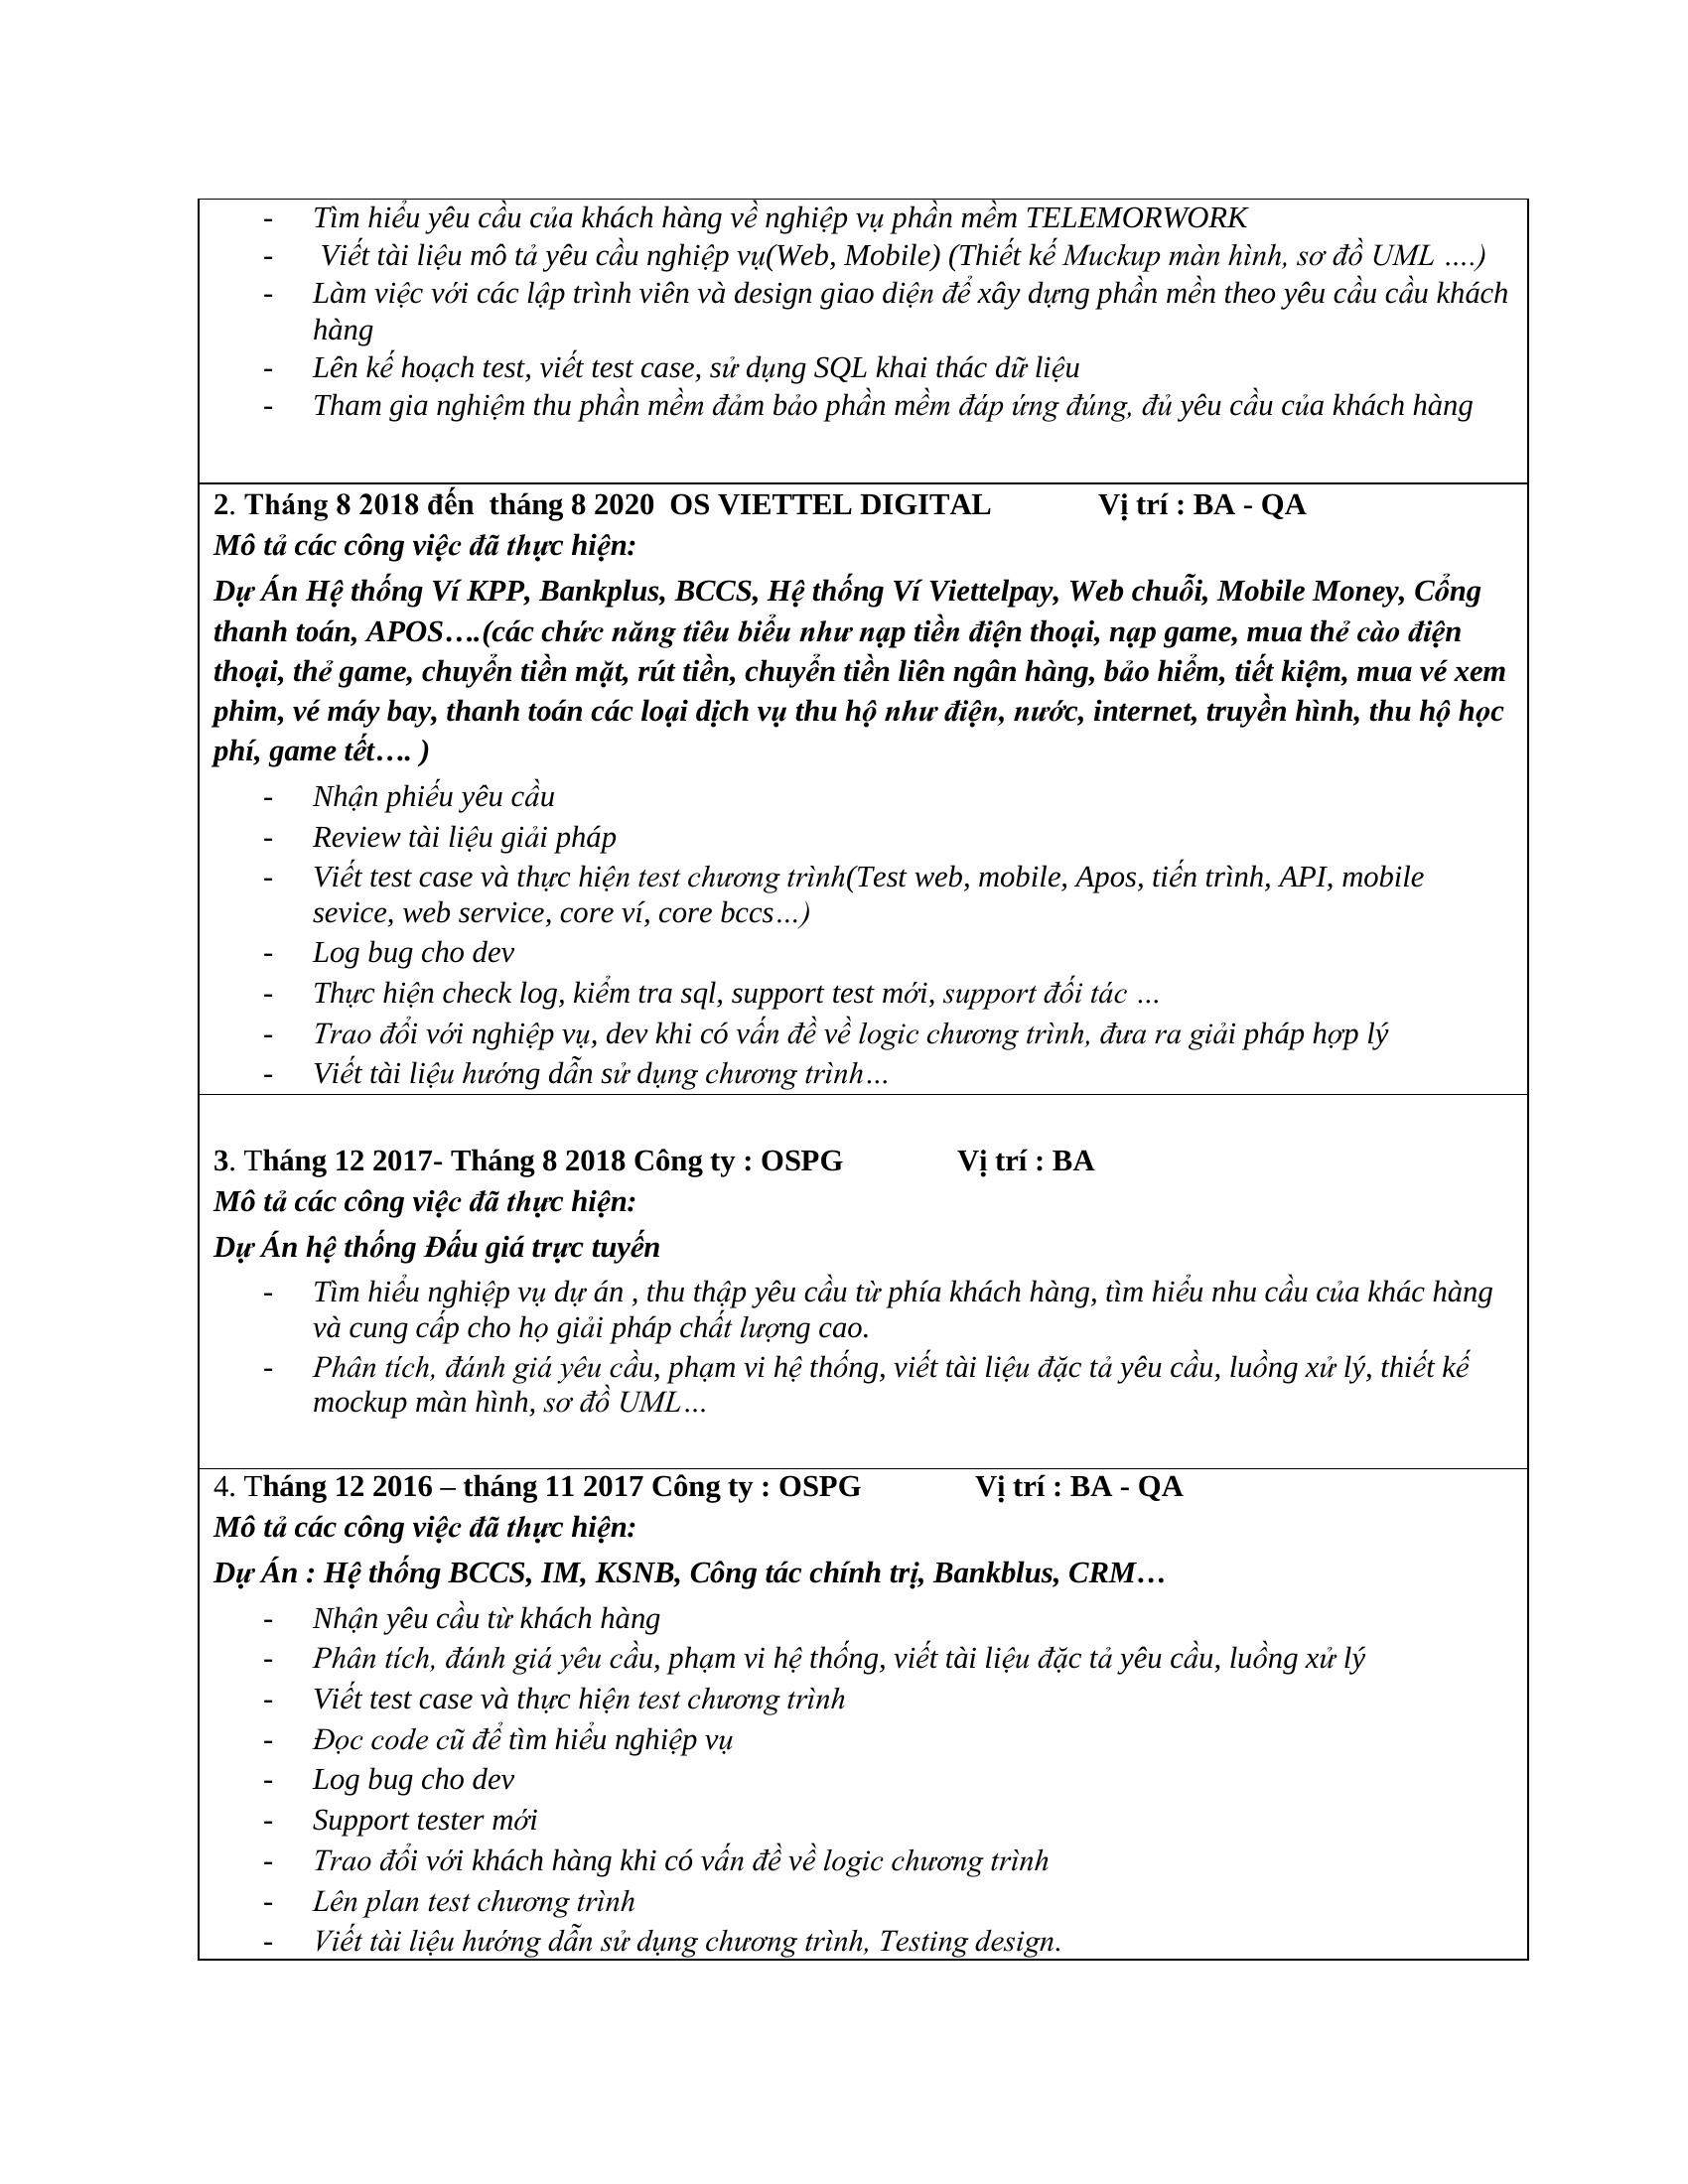 - Tìm hiểu yêu cầu của khách hàng về nghiệp vụ phần mềm TELEMORWORK
- Viết tài liệu mô tả yêu cầu nghiệp vụ(Web, Mobile) (Thiết kế Muckup màn hình, sơ đồ UML ….)
- Làm việc với các lập trình viên và design giao diện để xây dựng phần mền theo yêu cầu cầu khách
hàng
- Lên kế hoạch test, viết test case, sử dụng SQL khai thác dữ liệu
- Tham gia nghiệm thu phần mềm đảm bảo phần mềm đáp ứng đúng, đủ yêu cầu của khách hàng
2. Tháng 8 2018 đến tháng 8 2020 OS VIETTEL DIGITAL Vị trí : BA - QA
Mô tả các công việc đã thực hiện:
Dự Án Hệ thống Ví KPP, Bankplus, BCCS, Hệ thống Ví Viettelpay, Web chuỗi, Mobile Money, Cổng
thanh toán, APOS….(các chức năng tiêu biểu như nạp tiền điện thoại, nạp game, mua thẻ cào điện
thoại, thẻ game, chuyển tiền mặt, rút tiền, chuyển tiền liên ngân hàng, bảo hiểm, tiết kiệm, mua vé xem
phim, vé máy bay, thanh toán các loại dịch vụ thu hộ như điện, nước, internet, truyền hình, thu hộ học
phí, game tết…. )
- Nhận phiếu yêu cầu
- Review tài liệu giải pháp
- Viết test case và thực hiện test chương trình(Test web, mobile, Apos, tiến trình, API, mobile
sevice, web service, core ví, core bccs…)
- Log bug cho dev
- Thực hiện check log, kiểm tra sql, support test mới, support đối tác …
- Trao đổi với nghiệp vụ, dev khi có vấn đề về logic chương trình, đưa ra giải pháp hợp lý
- Viết tài liệu hướng dẫn sử dụng chương trình…
3. Tháng 12 2017- Tháng 8 2018 Công ty : OSPG Vị trí : BA
Mô tả các công việc đã thực hiện:
Dự Án hệ thống Đấu giá trực tuyến
- Tìm hiểu nghiệp vụ dự án , thu thập yêu cầu từ phía khách hàng, tìm hiểu nhu cầu của khác hàng
và cung cấp cho họ giải pháp chất lượng cao.
- Phân tích, đánh giá yêu cầu, phạm vi hệ thống, viết tài liệu đặc tả yêu cầu, luồng xử lý, thiết kế
mockup màn hình, sơ đồ UML…
4. Tháng 12 2016 – tháng 11 2017 Công ty : OSPG Vị trí : BA - QA
Mô tả các công việc đã thực hiện:
Dự Án : Hệ thống BCCS, IM, KSNB, Công tác chính trị, Bankblus, CRM…
- Nhận yêu cầu từ khách hàng
- Phân tích, đánh giá yêu cầu, phạm vi hệ thống, viết tài liệu đặc tả yêu cầu, luồng xử lý
- Viết test case và thực hiện test chương trình
- Đọc code cũ để tìm hiểu nghiệp vụ
- Log bug cho dev
- Support tester mới
- Trao đổi với khách hàng khi có vấn đề về logic chương trình
- Lên plan test chương trình
- Viết tài liệu hướng dẫn sử dụng chương trình, Testing design.